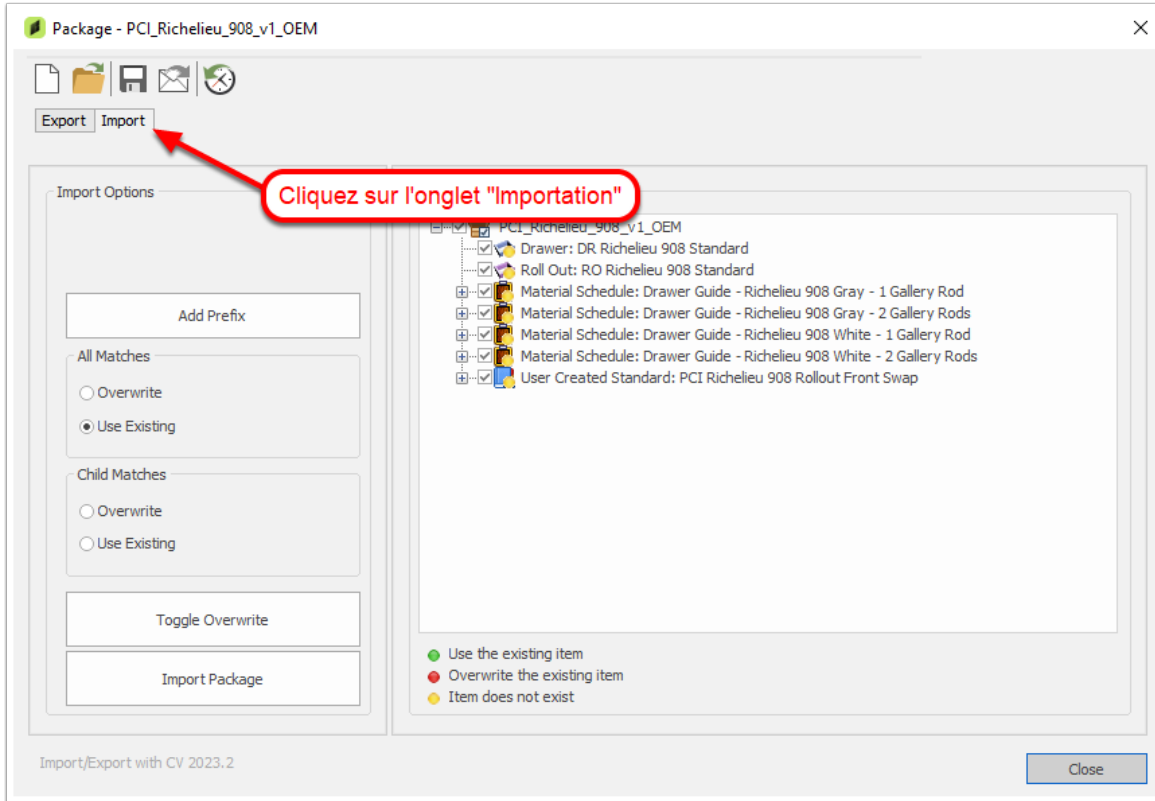 Package - PCI_Richelieu_908_v1_OEM
Export Import
Cliquez sur l'onglet "Importation"
Import Options
Add Prefix
All Matches
Overwrite
Use Existing
Child Matches
Overwrite
Use Existing
Toggle Overwrite
Import Package
PCI_Richelieu_908_v1_OEM
Drawer: DR Richelieu 908 Standard
Roll Out: RO Richelieu 908 Standard
Material Schedule: Drawer Guide - Richelieu 908 Gray - 1 Gallery Rod
Material Schedule: Drawer Guide - Richelieu 908 Gray - 2 Gallery Rods
Material Schedule: Drawer Guide - Richelieu 908 White - 1 Gallery Rod
Material Schedule: Drawer Guide - Richelieu 908 White - 2 Gallery Rods
User Created Standard: PCI Richelieu 908 Rollout Front Swap
Use the existing item
Overwrite the existing item
Item does not exist
Import/Export with CV 2023.2
Close